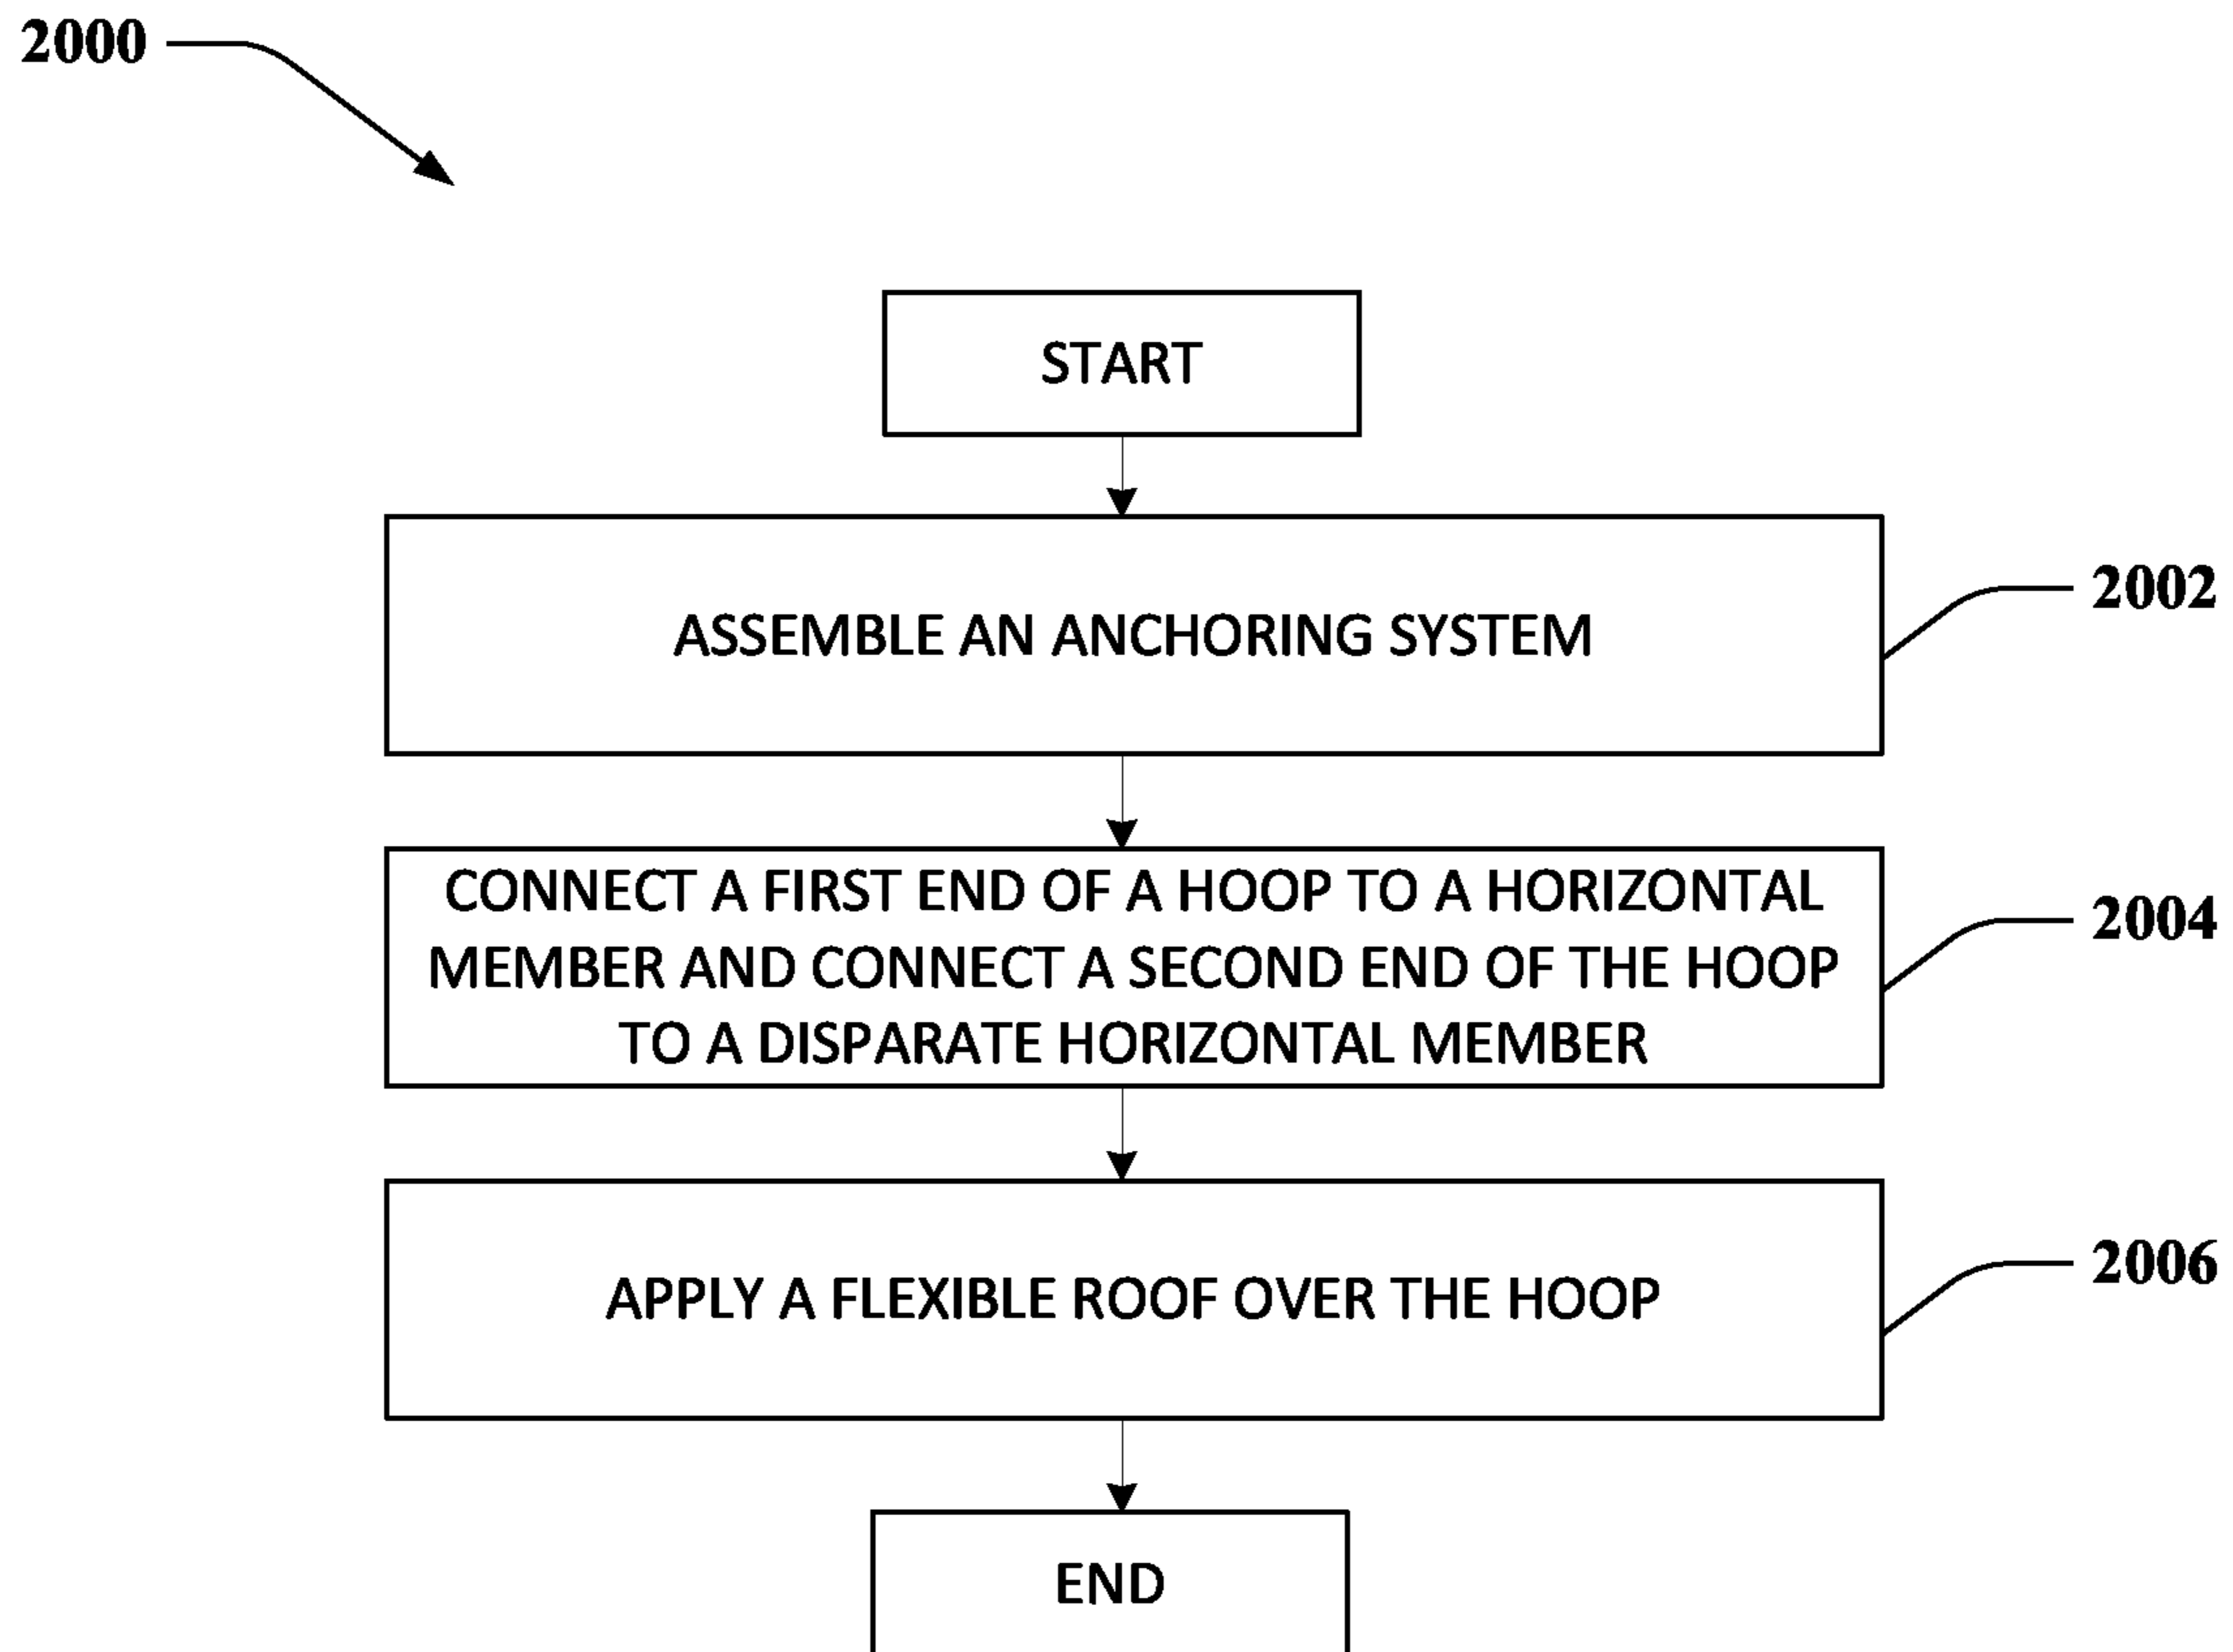 2000
START
ASSEMBLE AN ANCHORING SYSTEM
2002
CONNECT A FIRST END OF A HOOP TO A HORIZONTAL
MEMBER AND CONNECT A SECOND END OF THE HOOP
TO A DISPARATE HORIZONTAL MEMBER
2004
APPLY A FLEXIBLE ROOF OVER THE HOOP
2006
END